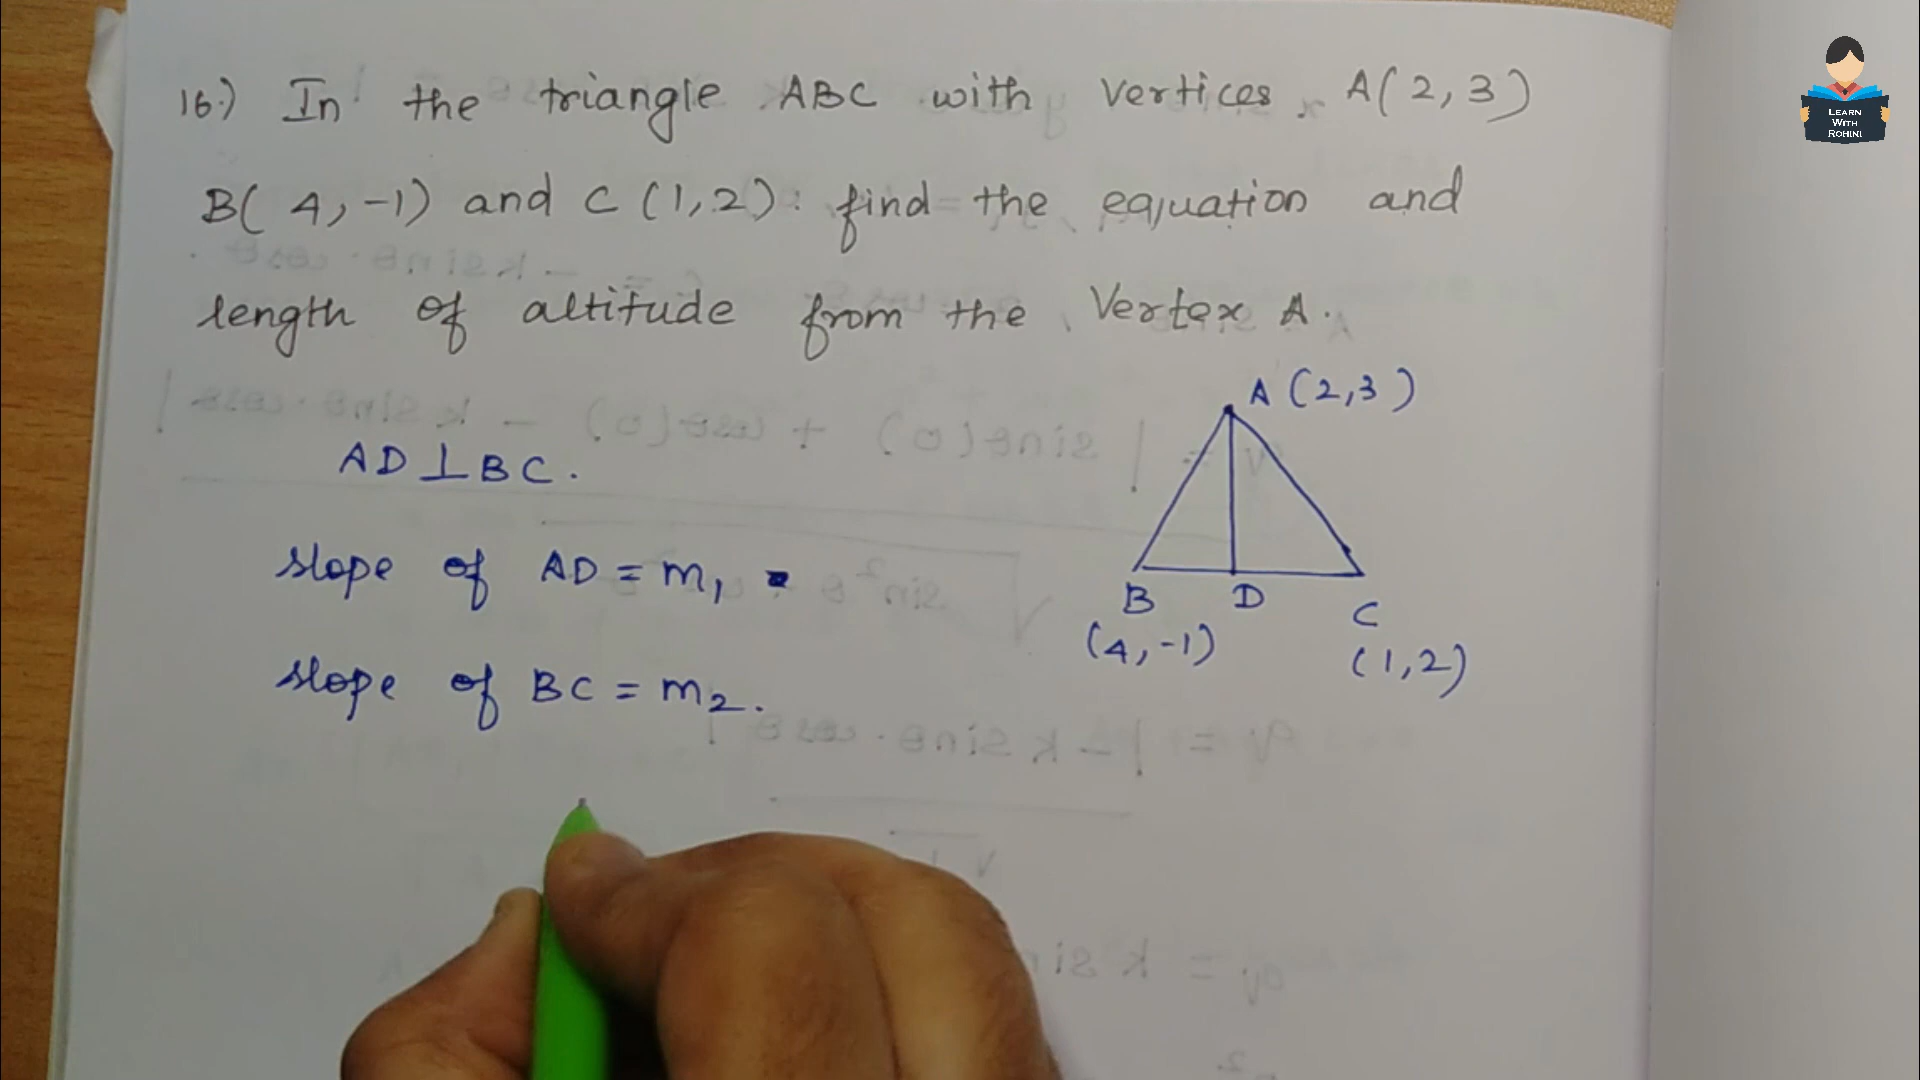 16.) In the triangle ABC with vertices A(2,3)
B(4,-1) and C(1,2). find the equation and
length of altitude from the Vertex A.
A (2,3)
AD⊥BC.
slope of AD = m₁
B D C
(4,-1) (1,2)
slope of BC = m₂.
LEARN
WITH
ROHINI